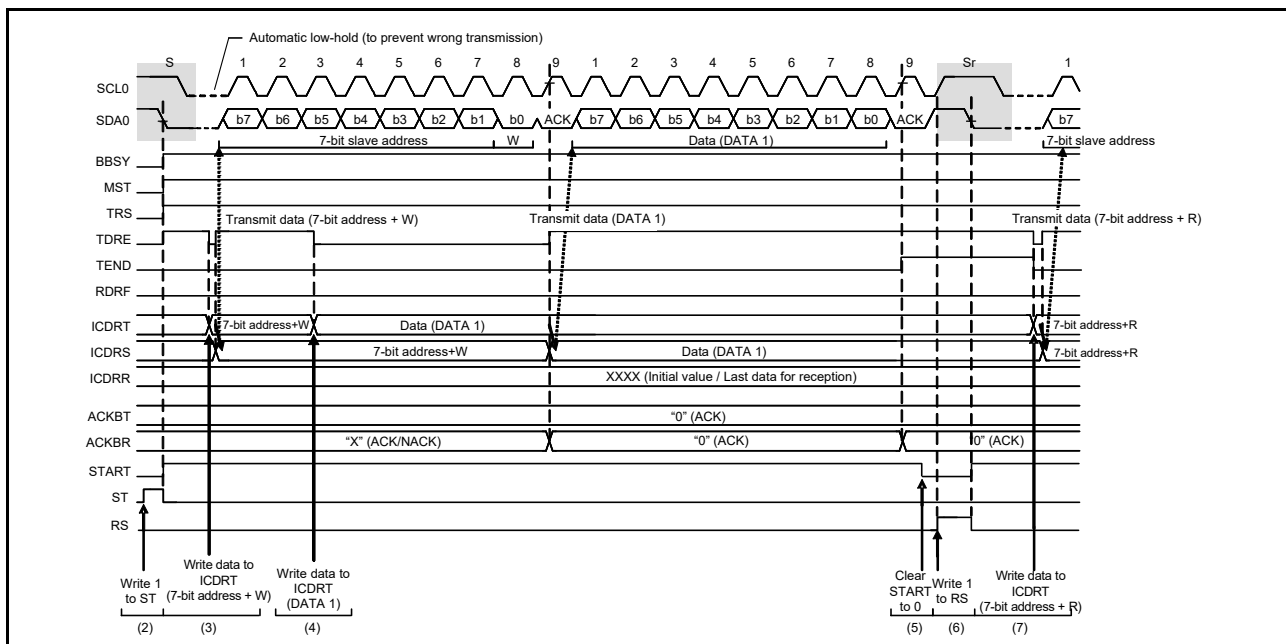 Automatic low-hold (to prevent wrong transmission)
S 1 2 3 4 5 6 7 8 9 1 2 3 4 5 6 7 8 9 Sr 1
SCL0
SDA0 b7 b6 b5 b4 b3 b2 b1 b0 ACK b7 b6 b5 b4 b3 b2 b1 b0 ACK b7
7-bit slave address W Data (DATA 1) 7-bit slave address
BBSY
MST
TRS
Transmit data (7-bit address + W) Transmit data (DATA 1) Transmit data (7-bit address + R)
TDRE
TEND
RDRF
ICDRT 7-bit address+W Data (DATA 1) 7-bit address+R
ICDRS 7-bit address+W Data (DATA 1) 7-bit address+R
ICDRR XXXX (Initial value / Last data for reception)
ACKBT “0” (ACK)
ACKBR “X” (ACK/NACK) “0” (ACK) “0” (ACK)
START
ST
RS
Write 1
to ST
Write data to
ICDRT
(7-bit address + W)
Write data to
ICDRT
(DATA 1)
Clear
START
to 0
Write 1
to RS
Write data to
ICDRT
(7-bit address + R)
(2) (3) (4) (5) (6) (7)